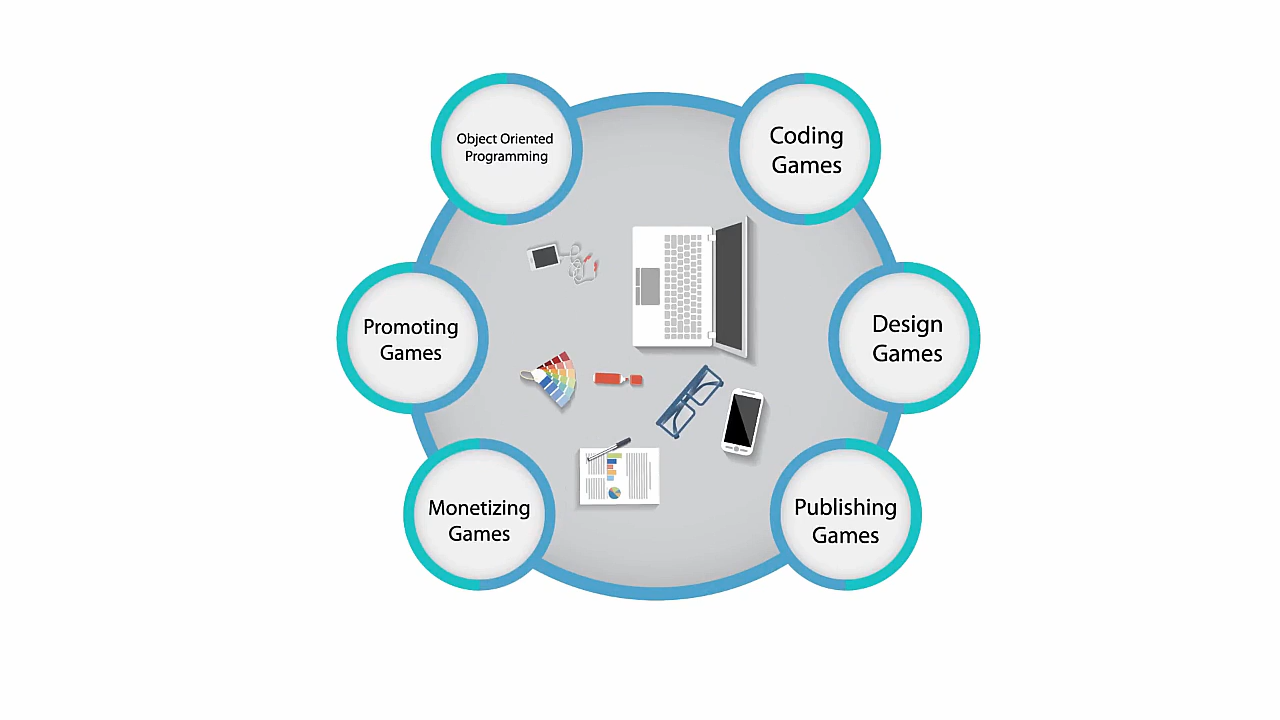 Object Oriented
Programming
Coding
Games
Promoting
Games
Design
Games
Monetizing
Games
Publishing
Games